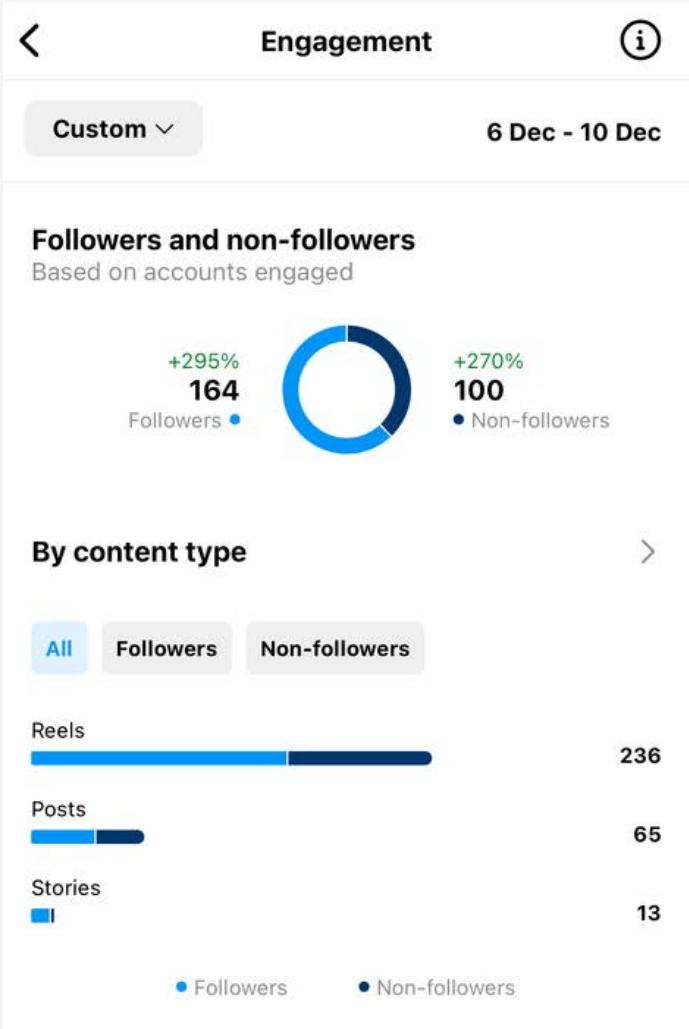 Engagement
Custom
6 Dec - 10 Dec
Followers and non-followers
Based on accounts engaged
+295%
164
Followers
+270%
100
Non-followers
By content type
All
Followers
Non-followers
Reels
236
Posts
65
Stories
13
Followers
Non-followers